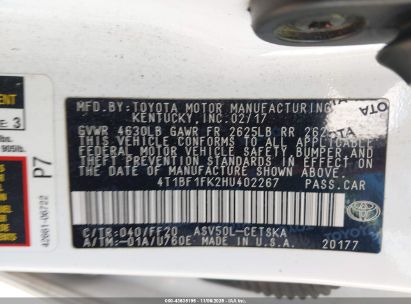 MFD. BY: TOYOTA MOTOR MANUFACTURING
KENTUCKY, INC. 02/17
GVWR 4630LB GAWR FR 2625LB RR
THIS VEHICLE CONFORMS TO ALL APPLICABLE
FEDERAL MOTOR VEHICLE SAFETY, BUMPER, AND
THEFT PREVENTION STANDARDS IN EFFECT ON
THE DATE OF MANUFACTURE SHOWN ABOVE.
4T1BF1FK2HU402267 PASS.CAR
C/TR: 040/FF20 ASV50L-CETSKA
A/TM: -01A/U760E
TOYOTA
20177
3
P7